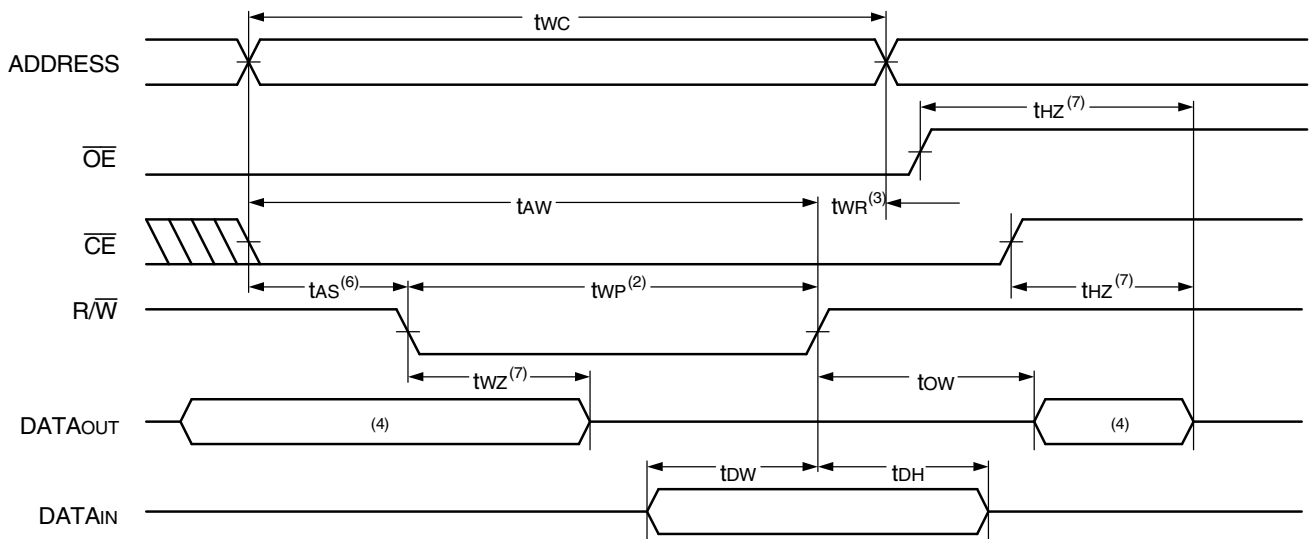 tWC
ADDRESS
tHZ(7)
OE
tAW
tWR(3)
CE
tAS(6)
tWP(2)
tHZ(7)
R/W
tWZ(7)
tOW
DATAOUT
(4)
(4)
tDW
tDH
DATAIN